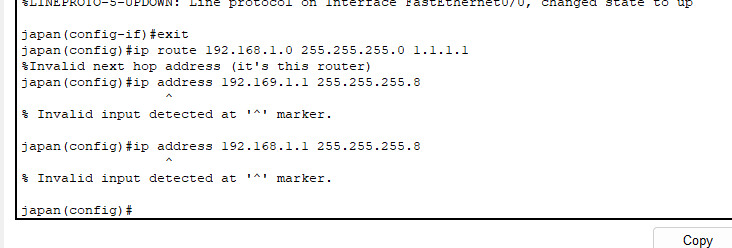 %LINEPROTO-5-UPDOWN: Line protocol on Interface FastEthernet0/0, changed state to up
japan(config-if)#exit
japan(config)#ip route 192.168.1.0 255.255.255.0 1.1.1.1
%Invalid next hop address (it's this router)
japan(config)#ip address 192.169.1.1 255.255.255.8
^
% Invalid input detected at '^' marker.
japan(config)#ip address 192.168.1.1 255.255.255.8
^
% Invalid input detected at '^' marker.
japan(config)#
Copy